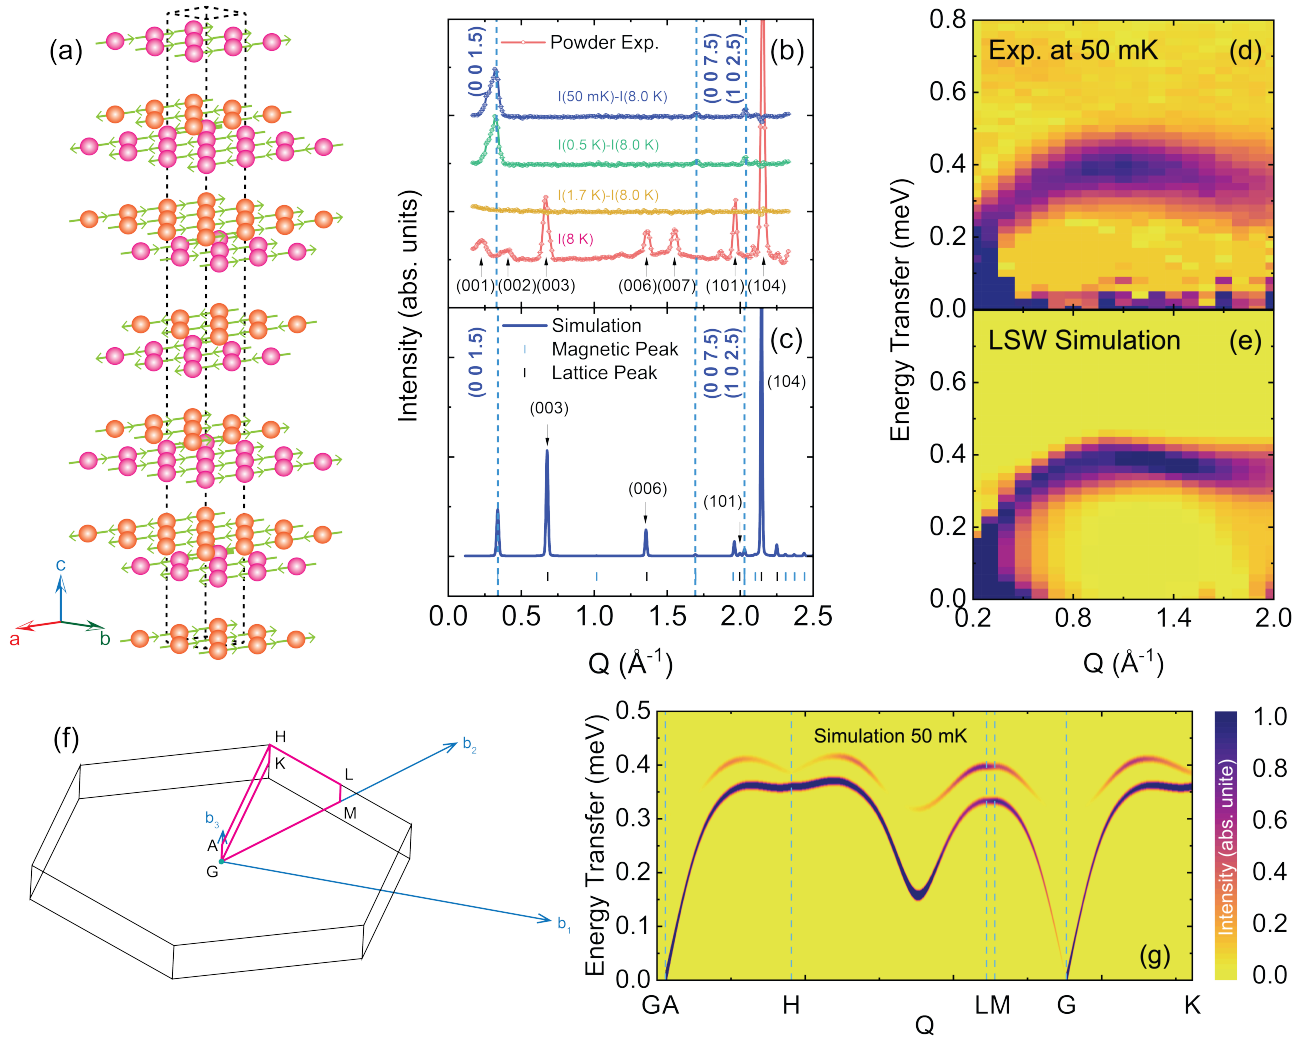 (a)
c
a
b
(b)
Powder Exp.
(0 0 1.5)
(0 0 7.5)
(1 0 2.5)
I(50 mK)-I(8.0 K)
I(0.5 K)-I(8.0 K)
I(1.7 K)-I(8.0 K)
I(8 K)
(001)
(002)
(003)
(006)
(007)
(101)
(104)
Intensity (abs. units)
(c)
Simulation
Magnetic Peak
Lattice Peak
(0 0 1.5)
(0 0 7.5)
(1 0 2.5)
(104)
(003)
(006)
(101)
0.0 0.5 1.0 1.5 2.0 2.5
Q (Å-1)
Energy Transfer (meV)
0.8
0.6
0.4
0.2
0.0
Exp. at 50 mK
(d)
0.6
0.4
0.2
0.0
LSW Simulation
(e)
0.2 0.8 1.4 2.0
Q (Å-1)
(f)
H
K
L
M
A
G
b2
b3
b1
Energy Transfer (meV)
0.5
0.4
0.3
0.2
0.1
0.0
Simulation 50 mK
(g)
GA H LM G K
Q
Intensity (abs. unite)
1.0
0.8
0.6
0.4
0.2
0.0